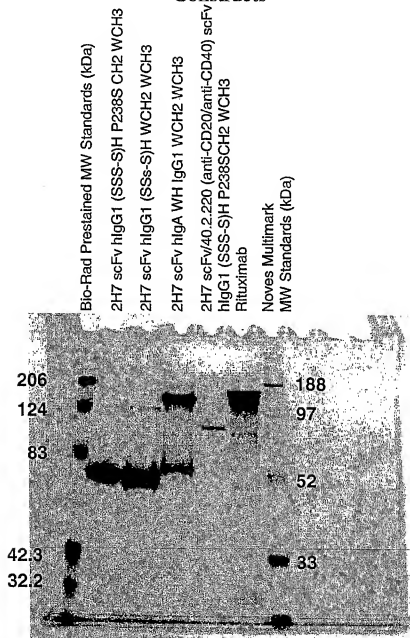 Constructs
Bio-Rad Prestained MW Standards (kDa)
2H7 scFv hIgG1 (SSS-S)H P238S CH2 WCH3
2H7 scFv hIgG1 (SSs-S)H WCH2 WCH3
2H7 scFv hIgA WH IgG1 WCH2 WCH3
2H7 scFv/40.2.220 (anti-CD20/anti-CD40) scFv
hIgG1 (SSS-S)H P238SCH2 WCH3
Rituximab
Noves Multimark
MW Standards (kDa)
206
188
124
97
83
52
42.3
33
32.2